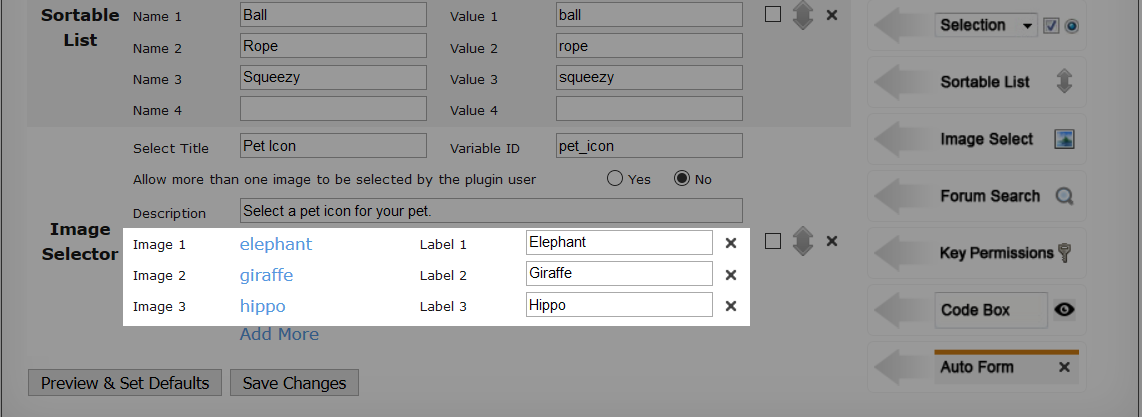 Sortable List
Name 1 Ball Value 1 ball
Name 2 Rope Value 2 rope
Name 3 Squeezy Value 3 squeezy
Name 4 Value 4
Image Selector
Select Title Pet Icon Variable ID pet_icon
Allow more than one image to be selected by the plugin user Yes No
Description Select a pet icon for your pet.
Image 1 elephant Label 1 Elephant
Image 2 giraffe Label 2 Giraffe
Image 3 hippo Label 3 Hippo
Add More
Preview & Set Defaults Save Changes
Selection
Sortable List
Image Select
Forum Search
Key Permissions
Code Box
Auto Form